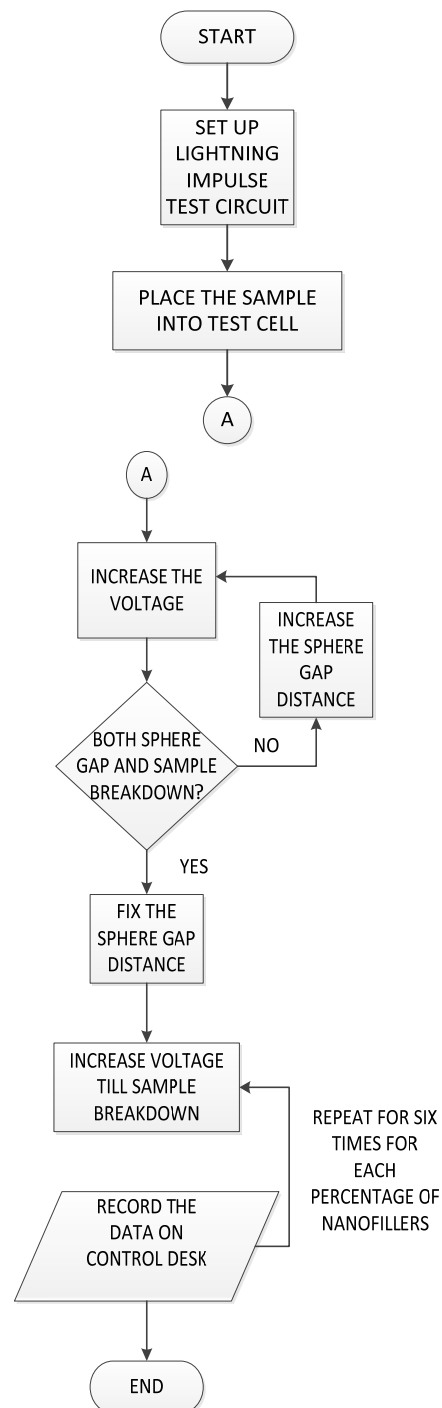 START
SET UP
LIGHTNING
IMPULSE
TEST CIRCUIT
PLACE THE SAMPLE
INTO TEST CELL
A
A
INCREASE THE
VOLTAGE
INCREASE
THE SPHERE
GAP
DISTANCE
BOTH SPHERE
GAP AND SAMPLE
BREAKDOWN?
NO
YES
FIX THE
SPHERE GAP
DISTANCE
INCREASE VOLTAGE
TILL SAMPLE
BREAKDOWN
REPEAT FOR SIX
TIMES FOR
EACH
PERCENTAGE OF
NANOFILLERS
RECORD THE
DATA ON
CONTROL DESK
END